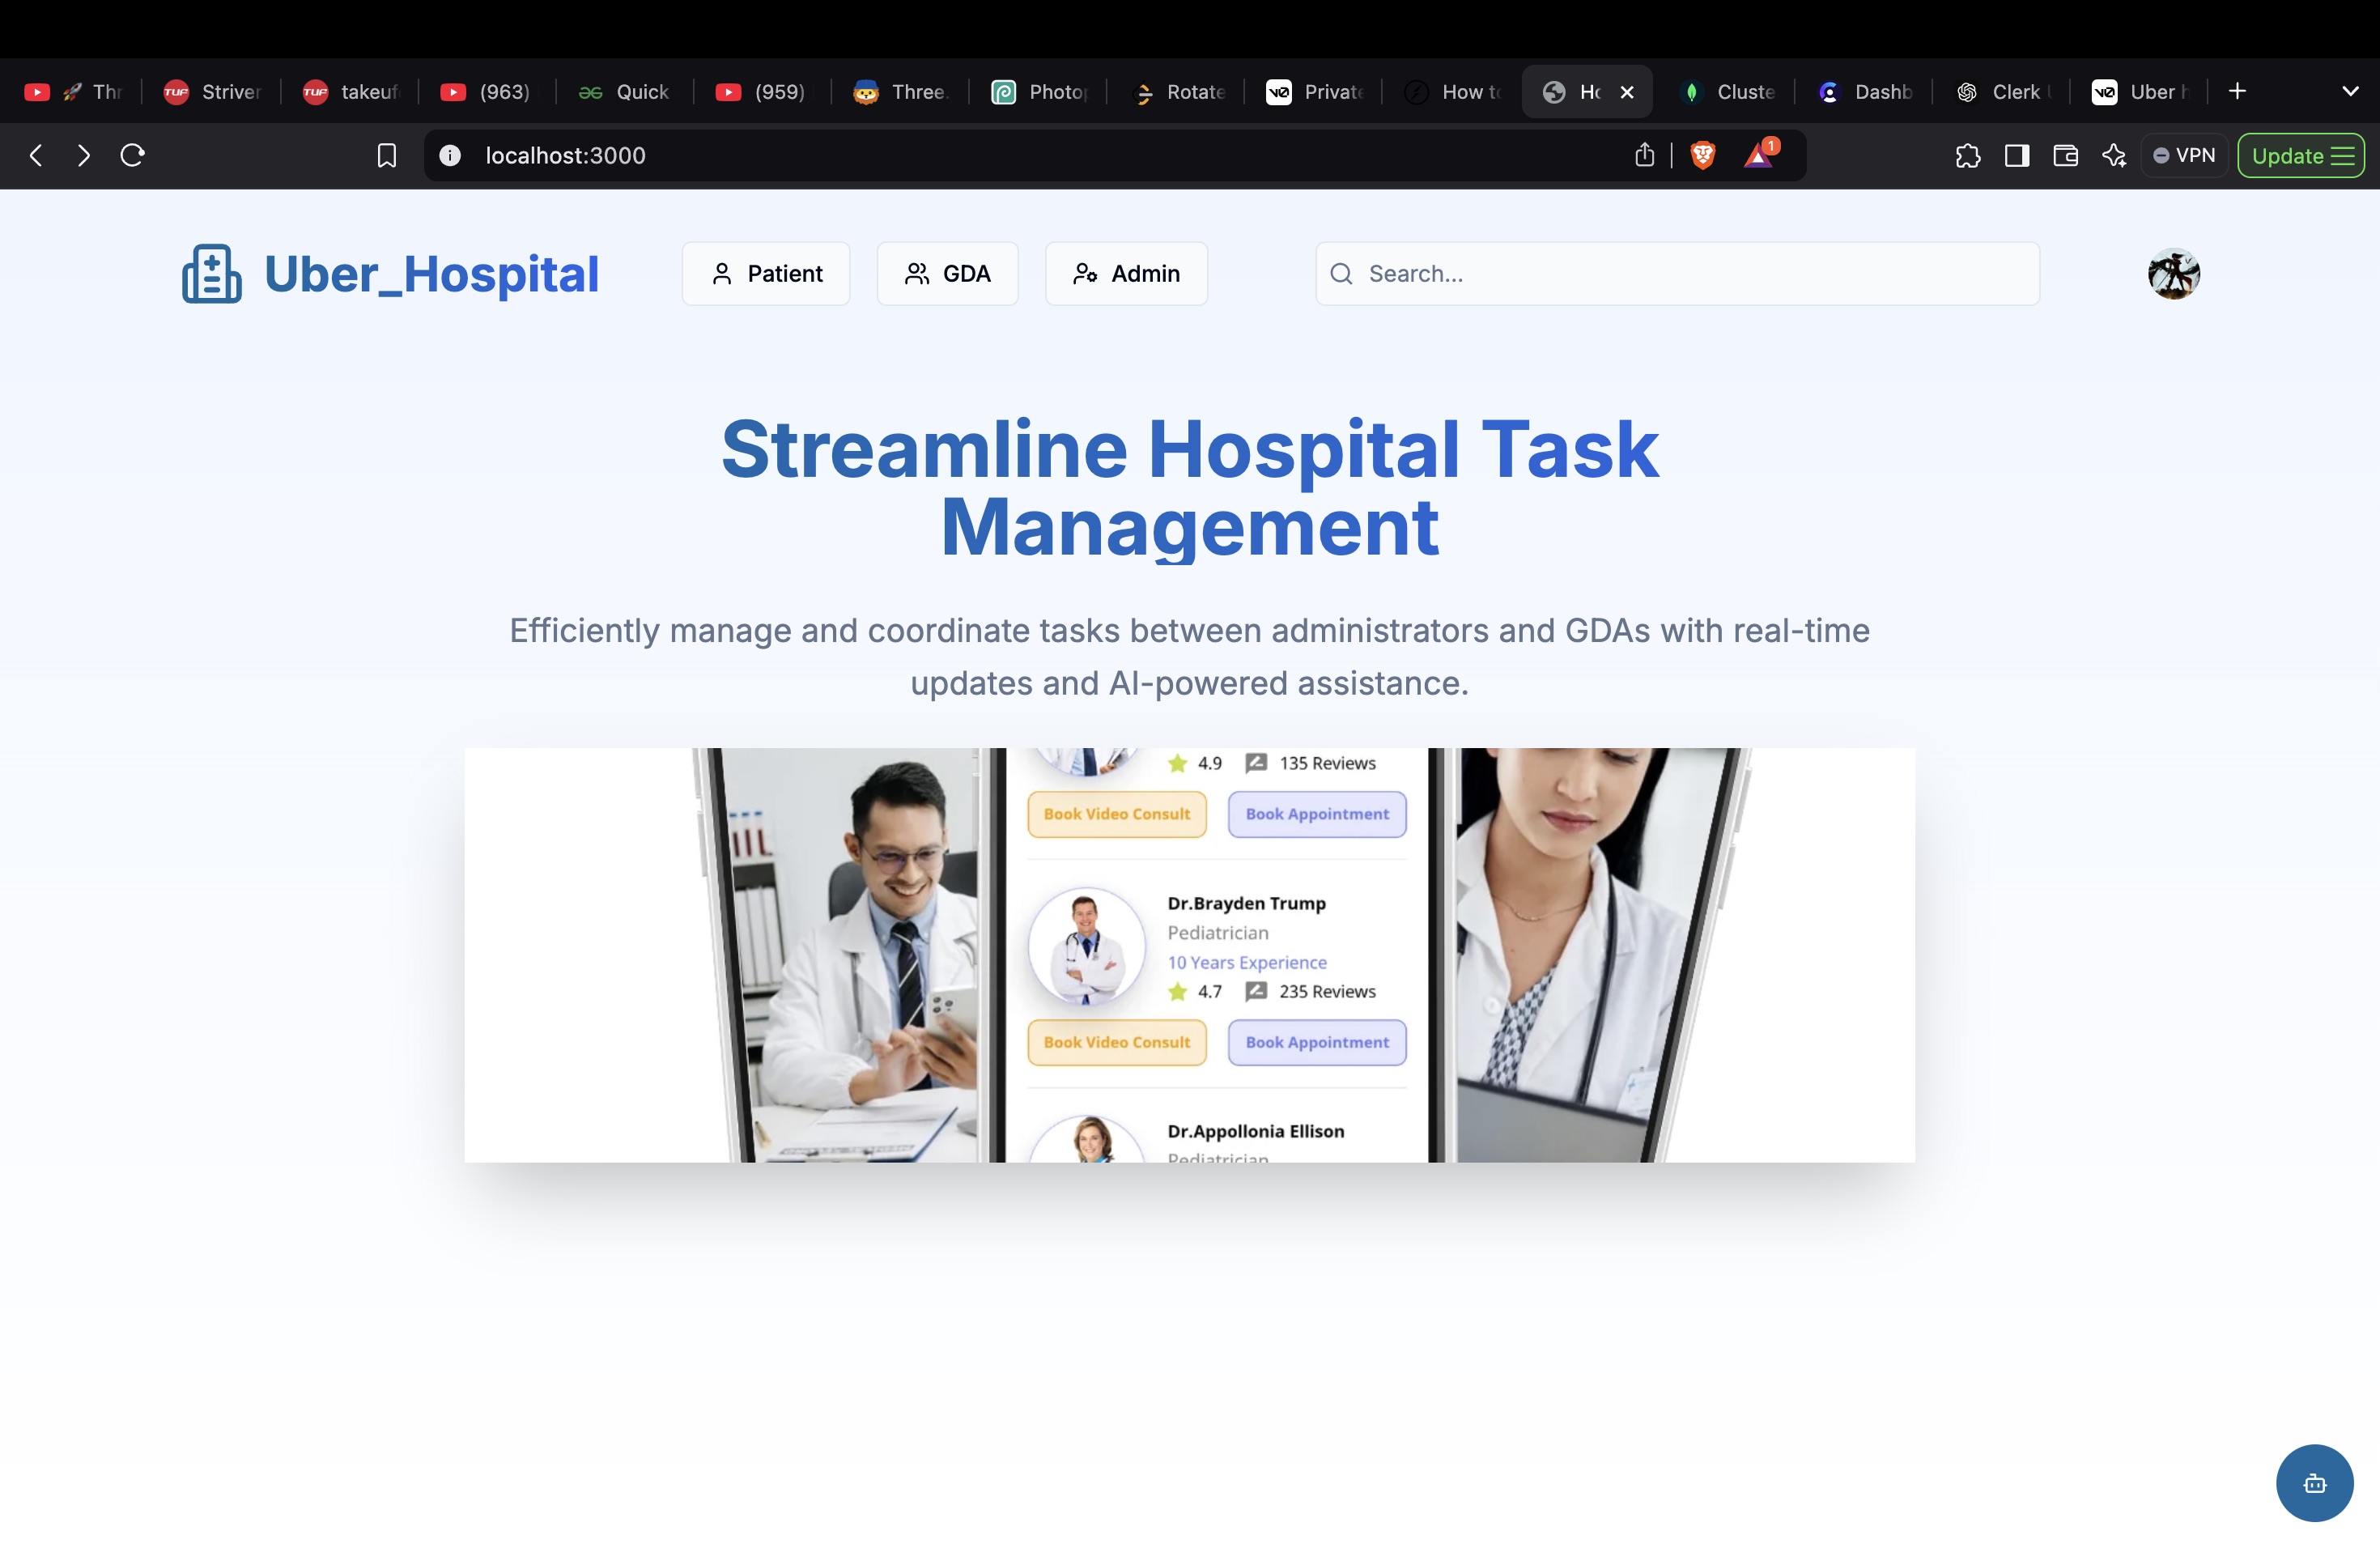 Thr
Striver
takeuf
(963)
Quick
(959)
Three.
Photop
Rotate
Private
How to
Ho
Cluste
Dashb
Clerk
Uber h
localhost:3000
1
VPN
Update
Uber_Hospital
Patient
GDA
Admin
Search...
Streamline Hospital Task
Management
Efficiently manage and coordinate tasks between administrators and GDAs with real-time
updates and AI-powered assistance.
4.9 135 Reviews
Book Video Consult Book Appointment
Dr.Brayden Trump
Pediatrician
10 Years Experience
4.7 235 Reviews
Book Video Consult Book Appointment
Dr.Appollonia Ellison
Pediatrician